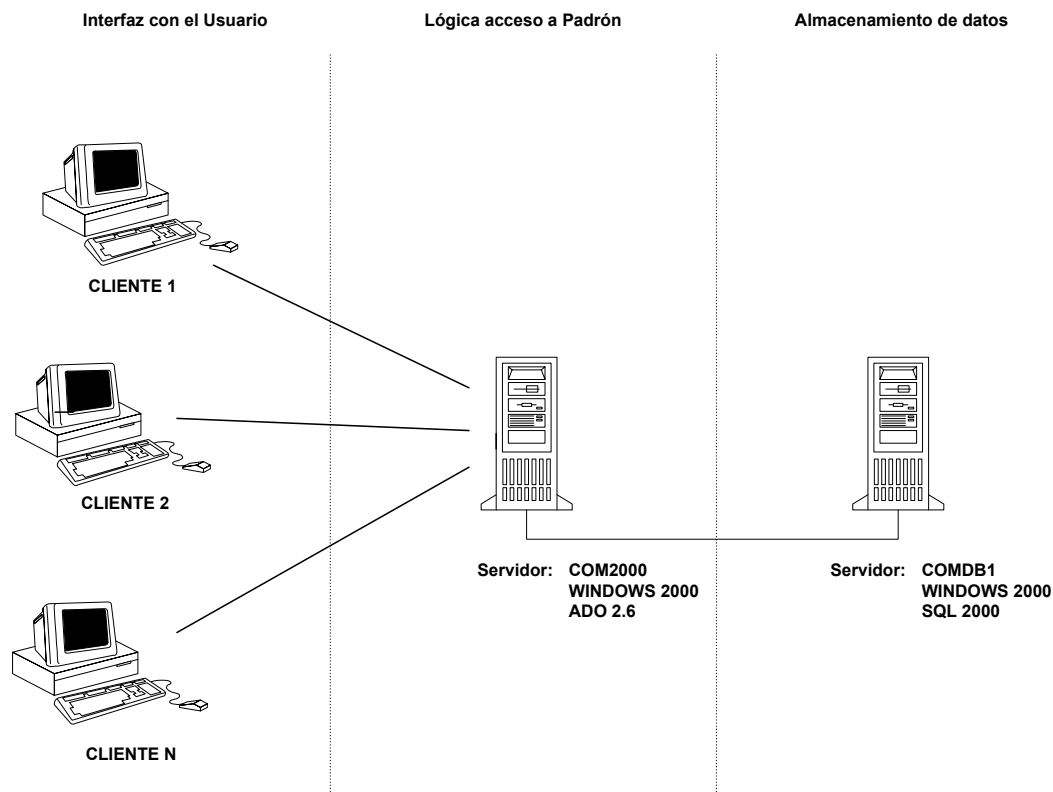 Interfaz con el Usuario
Lógica acceso a Padrón
Almacenamiento de datos
CLIENTE 1
CLIENTE 2
CLIENTE N
Servidor: COM2000
WINDOWS 2000
ADO 2.6
Servidor: COMDB1
WINDOWS 2000
SQL 2000